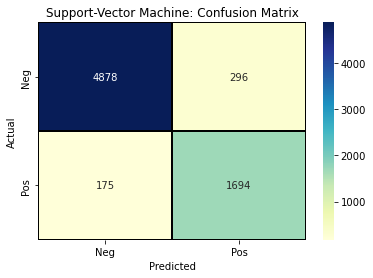 Support-Vector Machine: Confusion Matrix
Neg
4878
296
Pos
175
1694
Actual
Neg
Pos
Predicted
4000
3000
2000
1000